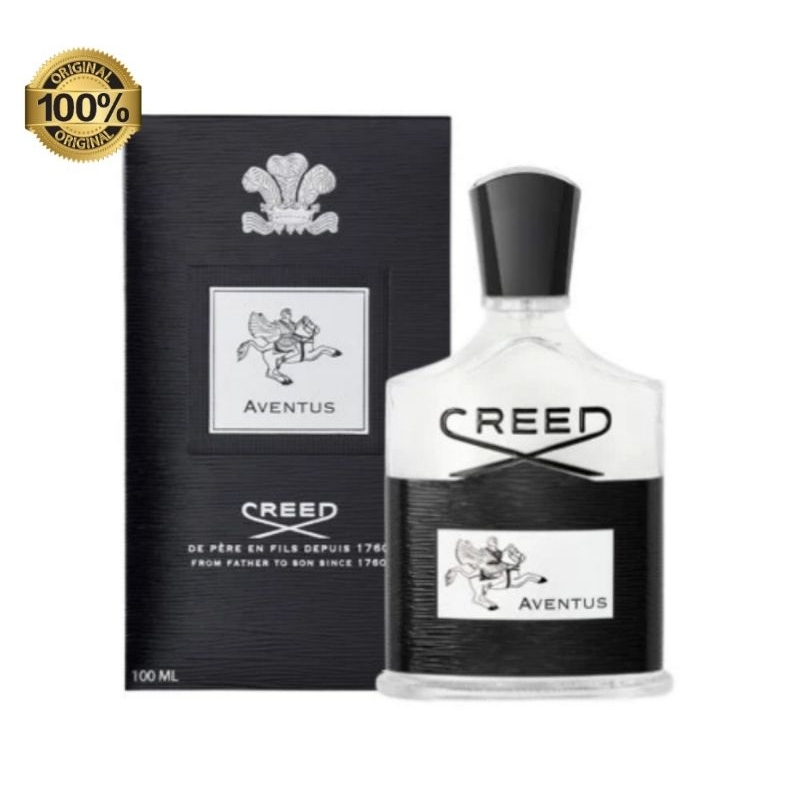 ORIGINAL
100%
ORIGINAL
AVENTUS
CREED
DE PÈRE EN FILS DEPUIS 1760
FROM FATHER TO SON SINCE 1760
100 ML
CREED
AVENTUS